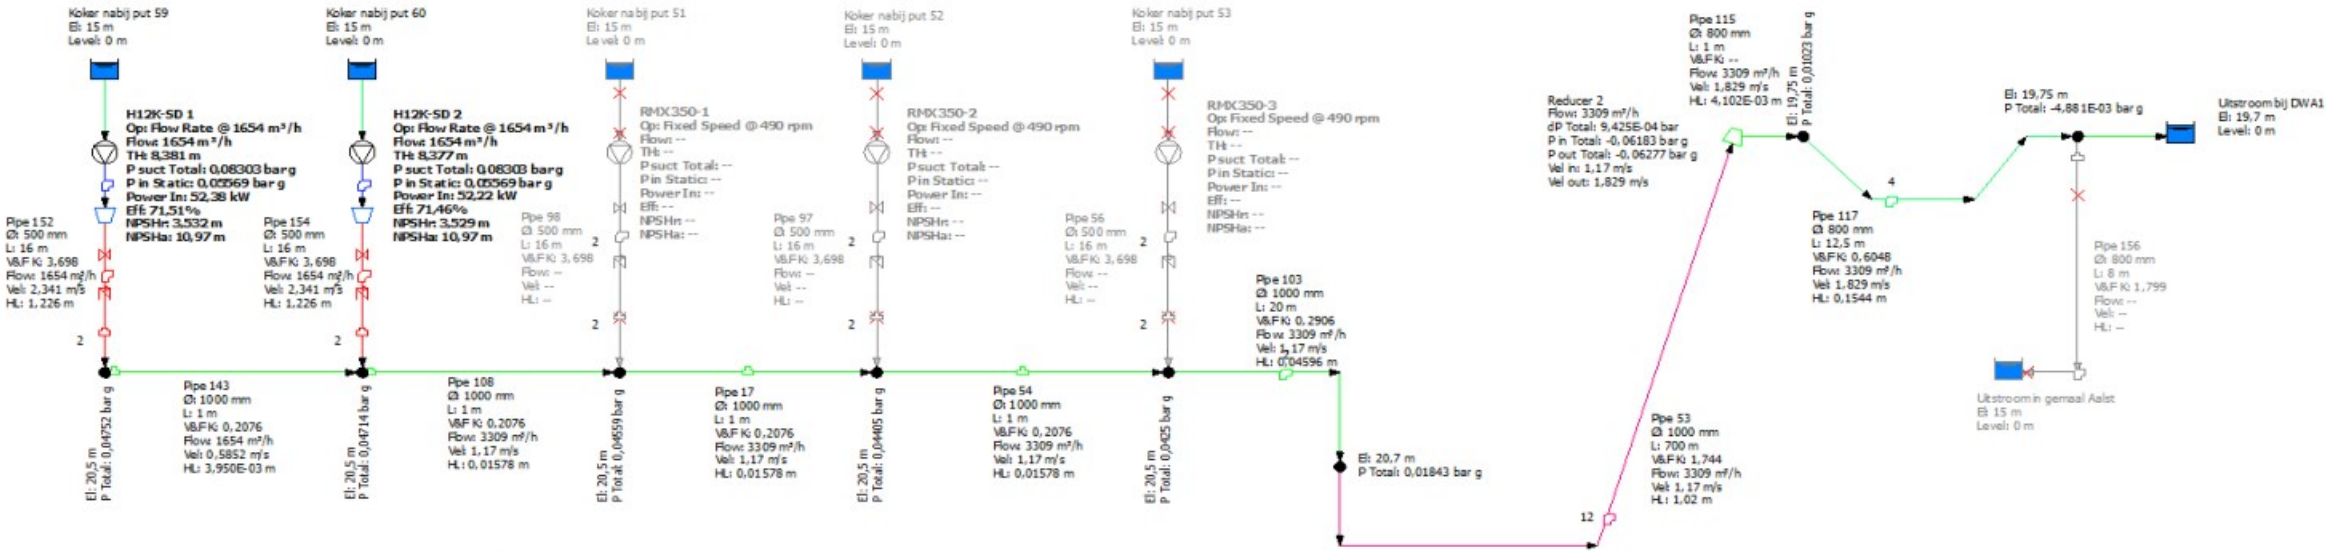 Koker nabij put 59
El: 15 m
Level: 0 m
Koker nabij put 60
El: 15 m
Level: 0 m
Koker nabij put 51
El: 15 m
Level: 0 m
Koker nabij put 52
El: 15 m
Level: 0 m
Koker nabij put 53
El: 15 m
Level: 0 m
H12K-SD 1
Op: Flow Rate @ 1654 m³/h
Flow: 1654 m³/h
TH: 8,381 m
P suct Total: 0,08303 bar g
P in Static: 0,05569 bar g
Power In: 52,38 kW
Eff: 71,51%
NPSHr: 3,532 m
NPSHa: 10,97 m
H12K-SD 2
Op: Flow Rate @ 1654 m³/h
Flow: 1654 m³/h
TH: 8,377 m
P suct Total: 0,08303 bar g
P in Static: 0,05569 bar g
Power In: 52,22 kW
Eff: 71,46%
NPSHr: 3,529 m
NPSHa: 10,97 m
RMX350-1
Op: Fixed Speed @ 490 rpm
Flow: --
TH: --
P suct Total: --
P in Static: --
Power In: --
Eff: --
NPSHr: --
NPSHa: --
RMX350-2
Op: Fixed Speed @ 490 rpm
Flow: --
TH: --
P suct Total: --
P in Static: --
Power In: --
Eff: --
NPSHr: --
NPSHa: --
RMX350-3
Op: Fixed Speed @ 490 rpm
Flow: --
TH: --
P suct Total: --
P in Static: --
Power In: --
Eff: --
NPSHr: --
NPSHa: --
Pipe 152
Ø: 500 mm
L: 16 m
V&F K: 3,698
Flow: 1654 m³/h
Vel: 2,341 m/s
HL: 1,226 m
2
Pipe 154
Ø: 500 mm
L: 16 m
V&F K: 3,698
Flow: 1654 m³/h
Vel: 2,341 m/s
HL: 1,226 m
2
2
Pipe 98
Ø: 500 mm
L: 16 m
V&F K: 3,698
Flow: --
Vel: --
HL: --
2
2
Pipe 97
Ø: 500 mm
L: 16 m
V&F K: 3,698
Flow: --
Vel: --
HL: --
2
2
Pipe 56
Ø: 500 mm
L: 16 m
V&F K: 3,698
Flow: --
Vel: --
HL: --
2
2
El: 20,5 m
P Total: 0,04752 bar g
Pipe 143
Ø: 1000 mm
L: 1 m
V&F K: 0,2076
Flow: 1654 m³/h
Vel: 0,5852 m/s
HL: 3,950E-03 m
El: 20,5 m
P Total: 0,04714 bar g
Pipe 108
Ø: 1000 mm
L: 1 m
V&F K: 0,2076
Flow: 3309 m³/h
Vel: 1,17 m/s
HL: 0,01578 m
El: 20,5 m
P Total: 0,04559 bar g
Pipe 17
Ø: 1000 mm
L: 1 m
V&F K: 0,2076
Flow: 3309 m³/h
Vel: 1,17 m/s
HL: 0,01578 m
El: 20,5 m
P Total: 0,04405 bar g
Pipe 54
Ø: 1000 mm
L: 1 m
V&F K: 0,2076
Flow: 3309 m³/h
Vel: 1,17 m/s
HL: 0,01578 m
El: 20,5 m
P Total: 0,0425 bar g
Pipe 103
Ø: 1000 mm
L: 20 m
V&F K: 0,2906
Flow: 3309 m³/h
Vel: 1,17 m/s
HL: 0,04596 m
El: 20,7 m
P Total: 0,01843 bar g
12
Pipe 53
Ø: 1000 mm
L: 700 m
V&F K: 1,744
Flow: 3309 m³/h
Vel: 1,17 m/s
HL: 1,02 m
Reducer 2
Flow: 3309 m³/h
dP Total: 9,425E-04 bar
P in Total: -0,06183 bar g
P out Total: -0,06277 bar g
Vel in: 1,17 m/s
Vel out: 1,829 m/s
Pipe 115
Ø: 800 mm
L: 1 m
V&F K: --
Flow: 3309 m³/h
Vel: 1,829 m/s
HL: 4,102E-03 m
El: 19,75 m
P Total: 0,01023 bar g
4
Pipe 117
Ø: 800 mm
L: 12,5 m
V&F K: 0,6048
Flow: 3309 m³/h
Vel: 1,829 m/s
HL: 0,1544 m
El: 19,75 m
P Total: -4,881E-03 bar g
Uitstroom bij DWA1
El: 19,7 m
Level: 0 m
Pipe 156
Ø: 800 mm
L: 8 m
V&F K: 1,799
Flow: --
Vel: --
HL: --
Uitstroom in gemaal Aalst
El: 15 m
Level: 0 m